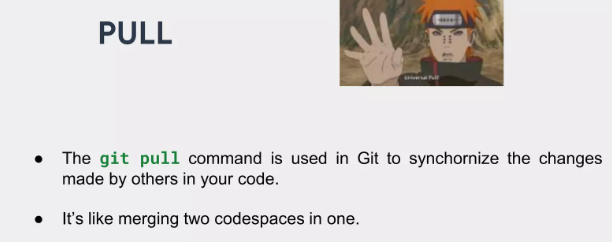 PULL
Universal Pull!
● The git pull command is used in Git to synchornize the changes
made by others in your code.
● It's like merging two codespaces in one.